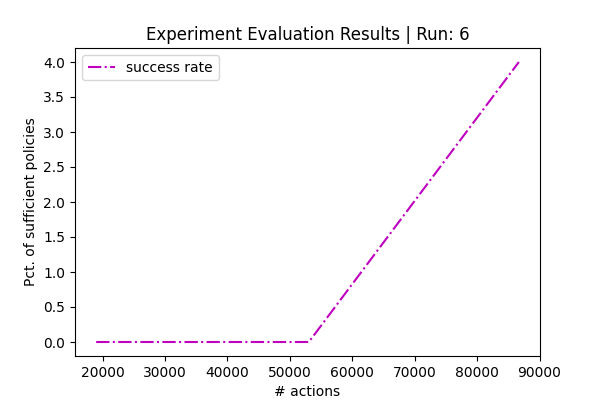 Experiment Evaluation Results | Run: 6
success rate
Pct. of sufficient policies
4.0
3.5
3.0
2.5
2.0
1.5
1.0
0.5
0.0
20000 30000 40000 50000 60000 70000 80000 90000
# actions